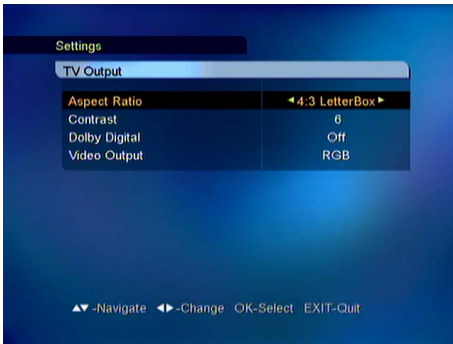 Settings
TV Output
Aspect Ratio ◄4:3 LetterBox►
Contrast 6
Dolby Digital Off
Video Output RGB
▲▼-Navigate ◄►-Change OK-Select EXIT-Quit